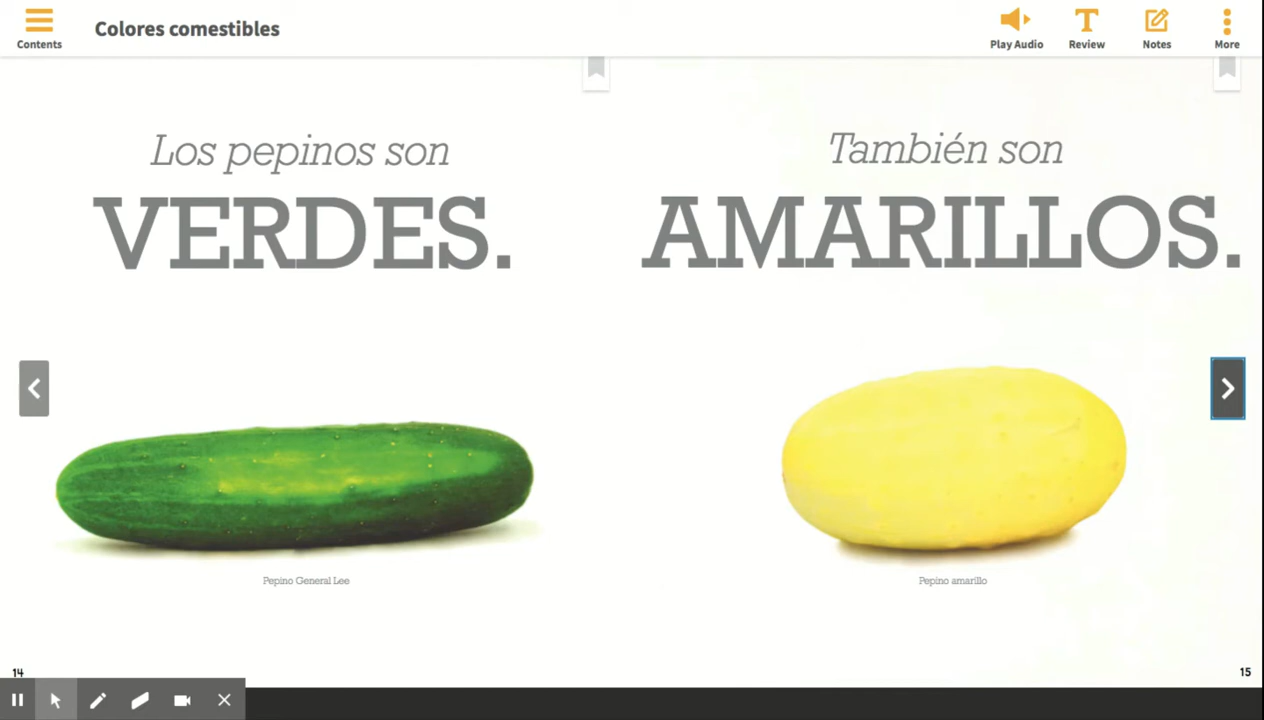 Contents
Colores comestibles
Play Audio
Review
Notes
More
Los pepinos son
VERDES.
Pepino General Lee
14
También son
AMARILLOS.
Pepino amarillo
15